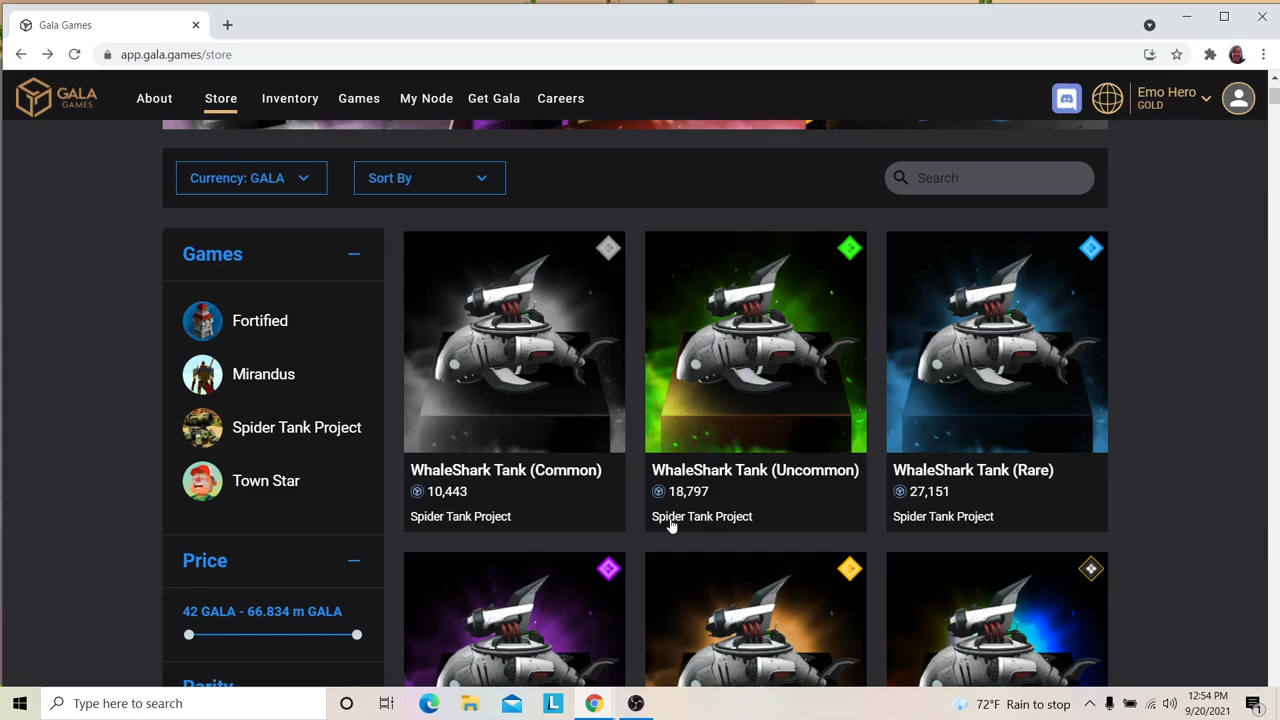 Gala Games
app.gala.games/store
GALA
GAMES
About
Store
Inventory
Games
My Node
Get Gala
Careers
Emo Hero
GOLD
Currency: GALA
Sort By
Search
Games
Fortified
Mirandus
Spider Tank Project
Town Star
Price
42 GALA - 66.834 m GALA
WhaleShark Tank (Common)
10,443
Spider Tank Project
WhaleShark Tank (Uncommon)
18,797
Spider Tank Project
WhaleShark Tank (Rare)
27,151
Spider Tank Project
Rarity
Type here to search
72°F Rain to stop
12:54 PM
9/20/2021